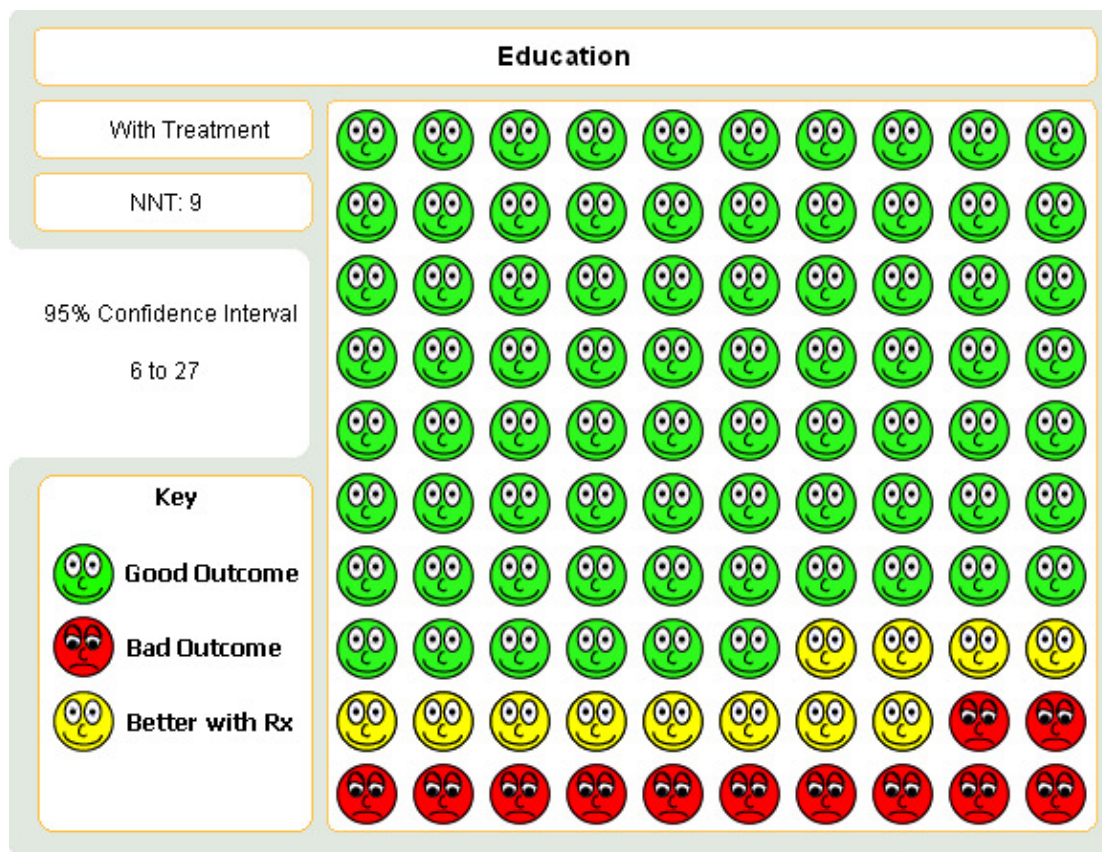 Education
With Treatment
NNT: 9
95% Confidence Interval
6 to 27
Key
Good Outcome
Bad Outcome
Better with Rx